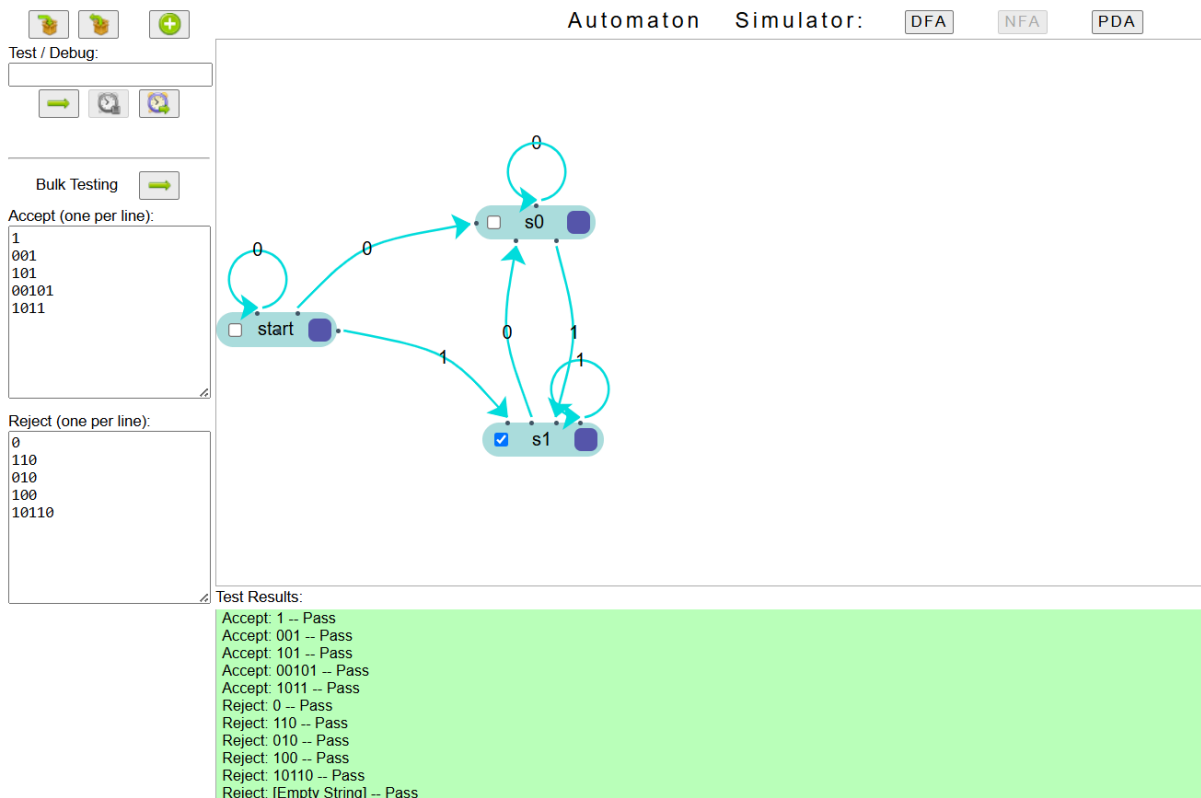 Automaton Simulator: DFA NFA PDA
Test / Debug:
Bulk Testing
Accept (one per line):
1
001
101
00101
1011
Reject (one per line):
0
110
010
100
10110
0
s0
0
0
start
1
0
1
1
s1
Test Results:
Accept: 1 -- Pass
Accept: 001 -- Pass
Accept: 101 -- Pass
Accept: 00101 -- Pass
Accept: 1011 -- Pass
Reject: 0 -- Pass
Reject: 110 -- Pass
Reject: 010 -- Pass
Reject: 100 -- Pass
Reject: 10110 -- Pass
Reject: [Empty String] -- Pass